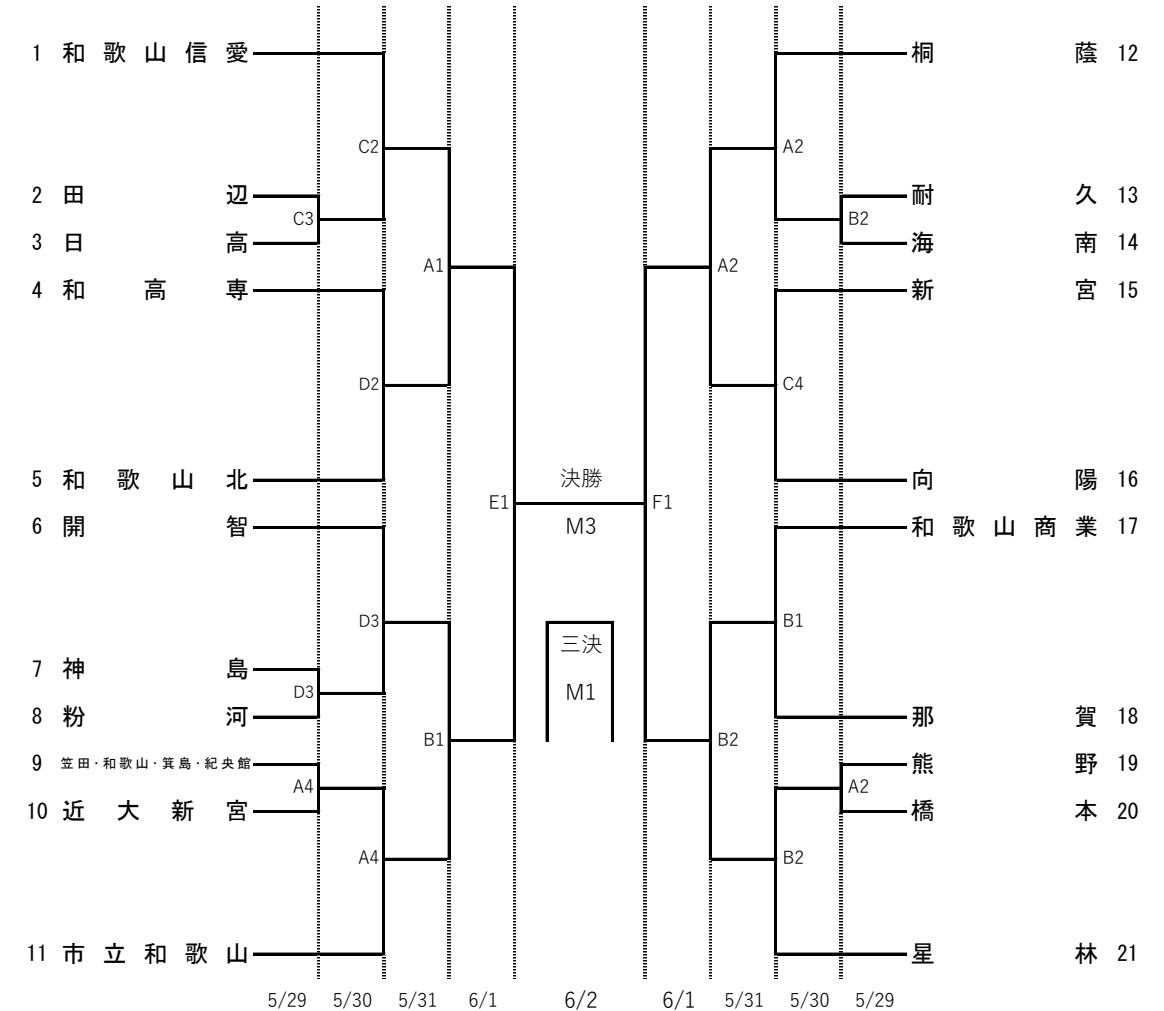 1 和歌山信愛
C2
2 田辺
C3
3 日高
A1
4 和高専
D2
5 和歌山北
E1
6 開智
D3
7 神島
D3
8 粉河
B1
9 笠田・和歌山・箕島・紀央館
A4
10 近大新宮
A4
11 市立和歌山
決勝
M3
三決
M1
桐蔭 12
A2
耐久 13
B2
海南 14
A2
新宮 15
C4
向陽 16
F1
和歌山商業 17
B1
那賀 18
B2
熊野 19
A2
橋本 20
B2
星林 21
5/29 5/30 5/31 6/1 6/2 6/1 5/31 5/30 5/29